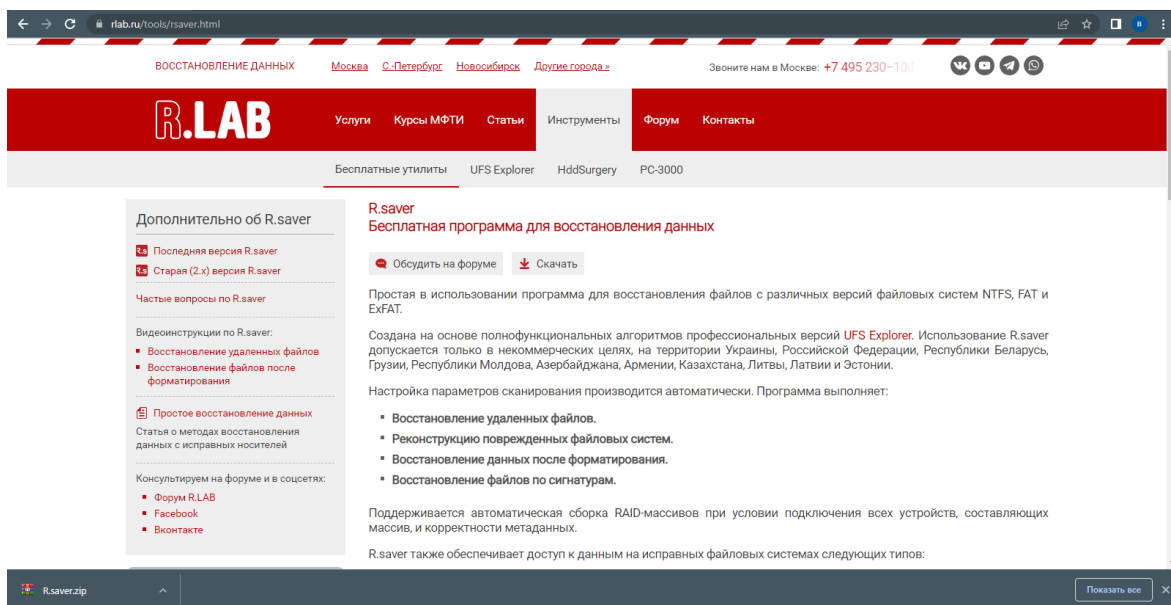 rlab.ru/tools/rsaver.html
ВОССТАНОВЛЕНИЕ ДАННЫХ
Москва С.-Петербург Новосибирск Другие города »
Звоните нам в Москве: +7 495 230-100
R.LAB
Услуги Курсы МФТИ Статьи Инструменты Форум Контакты
Бесплатные утилиты UFS Explorer HddSurgery PC-3000
Дополнительно об R.saver
Последняя версия R.saver
Старая (2.x) версия R.saver
Частые вопросы по R.saver
Видеоинструкции по R.saver:
Восстановление удаленных файлов
Восстановление файлов после
форматирования
Простое восстановление данных
Статья о методах восстановления
данных с исправных носителей
Консультируем на форуме и в соцсетях:
Форум R.LAB
Facebook
Вконтакте
R.saver
Бесплатная программа для восстановления данных
Обсудить на форуме Скачать
Простая в использовании программа для восстановления файлов с различных версий файловых систем NTFS, FAT и
ExFAT.
Создана на основе полнофункциональных алгоритмов профессиональных версий UFS Explorer. Использование R.saver
допускается только в некоммерческих целях, на территории Украины, Российской Федерации, Республики Беларусь,
Грузии, Республики Молдова, Азербайджана, Армении, Казахстана, Литвы, Латвии и Эстонии.
Настройка параметров сканирования производится автоматически. Программа выполняет:
Восстановление удаленных файлов.
Реконструкцию поврежденных файловых систем.
Восстановление данных после форматирования.
Восстановление файлов по сигнатурам.
Поддерживается автоматическая сборка RAID-массивов при условии подключения всех устройств, составляющих
массив, и корректности метаданных.
R.saver также обеспечивает доступ к данным на исправных файловых системах следующих типов:
R.saver.zip
Показать все